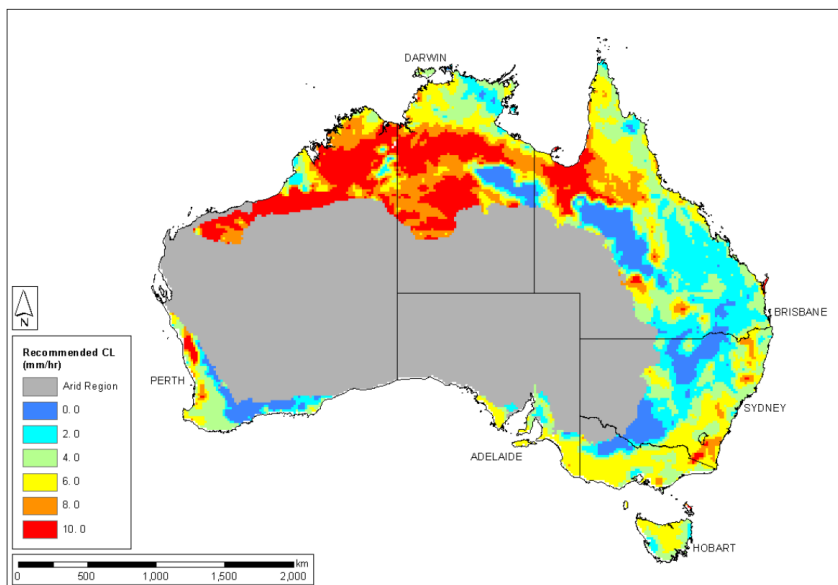 DARWIN
BRISBANE
N
Recommended CL
(mm/hr)
Arid Region
0. 0
2. 0
4. 0
6. 0
8. 0
10. 0
PERTH
SYDNEY
ADELAIDE
HOBART
km
0 500 1,000 1,500 2,000